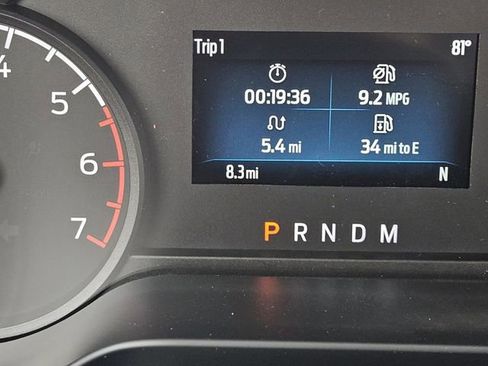 Trip 1 81°
00:19:36 9.2 MPG
5.4 mi 34 mi to E
8.3 mi N
P R N D M
4
5
6
7